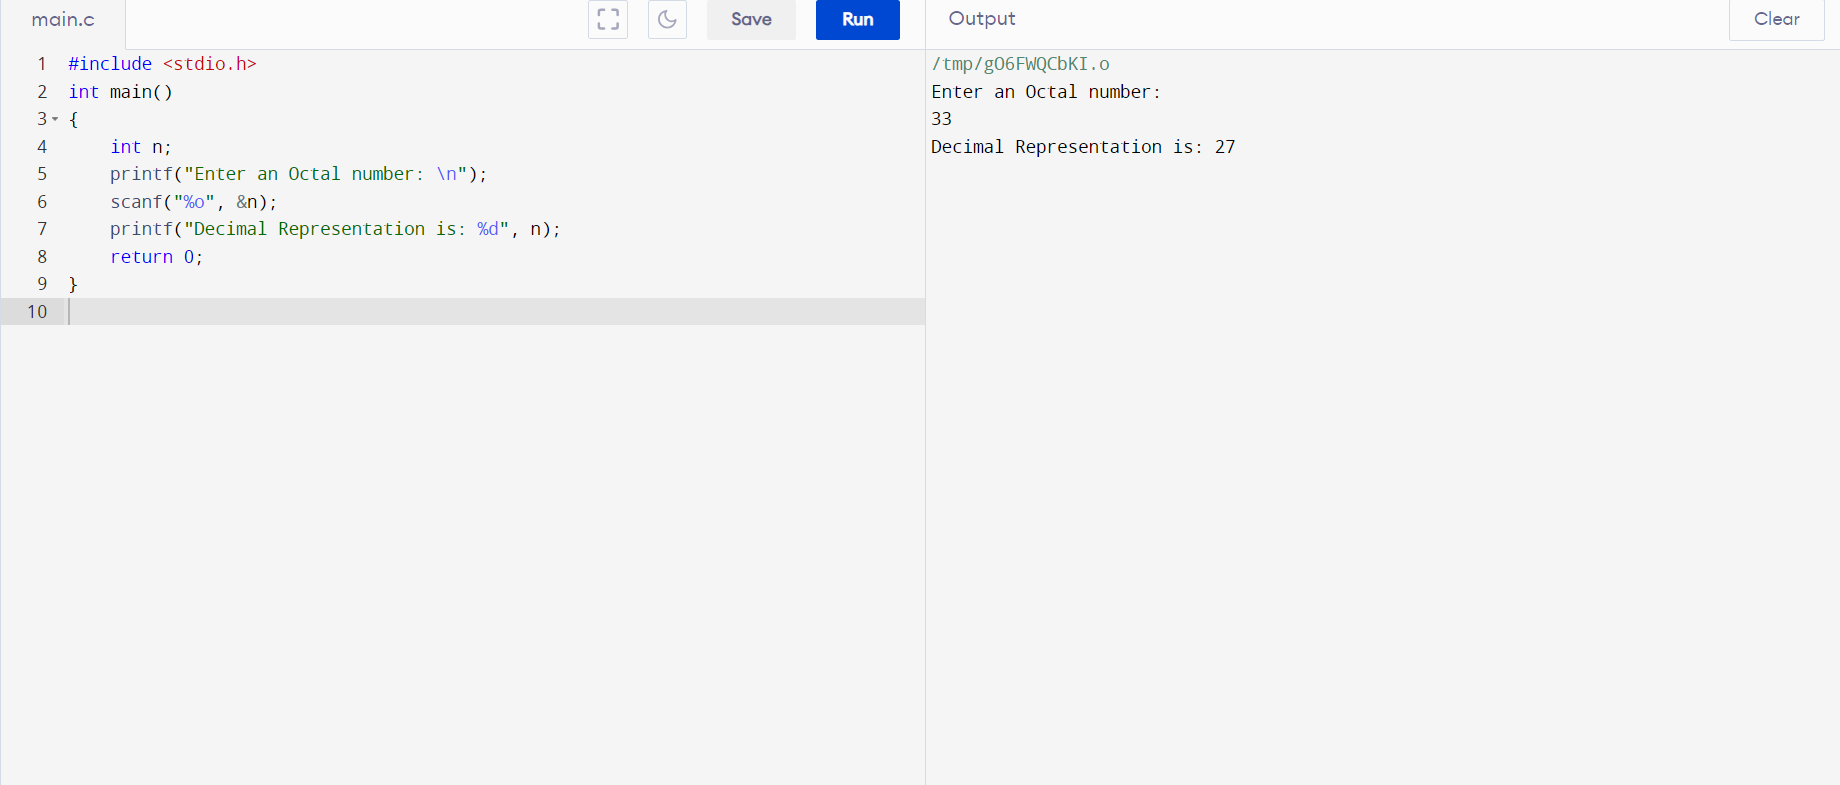 main.c
Save
Run
Output
Clear
1 #include <stdio.h>
2 int main()
3 {
4 int n;
5 printf("Enter an Octal number: \n");
6 scanf("%o", &n);
7 printf("Decimal Representation is: %d", n);
8 return 0;
9 }
10
/tmp/gO6FWQCbKI.o
Enter an Octal number:
33
Decimal Representation is: 27